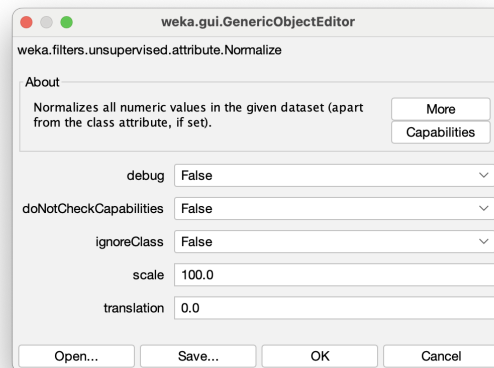 weka.gui.GenericObjectEditor
weka.filters.unsupervised.attribute.Normalize
About
Normalizes all numeric values in the given dataset (apart
from the class attribute, if set).
More
Capabilities
debug False
doNotCheckCapabilities False
ignoreClass False
scale 100.0
translation 0.0
Open... Save... OK Cancel